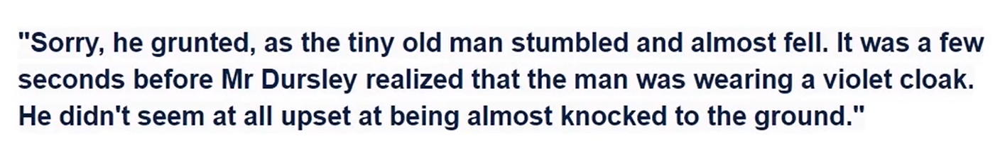 "Sorry, he grunted, as the tiny old man stumbled and almost fell. It was a few
seconds before Mr Dursley realized that the man was wearing a violet cloak.
He didn't seem at all upset at being almost knocked to the ground."